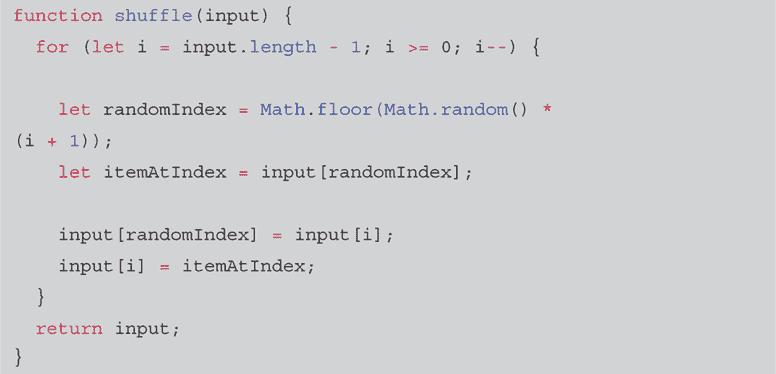 function shuffle(input) {
  for (let i = input.length - 1; i >= 0; i--) {
    let randomIndex = Math.floor(Math.random() *
(i + 1));
    let itemAtIndex = input[randomIndex];
    input[randomIndex] = input[i];
    input[i] = itemAtIndex;
  }
  return input;
}